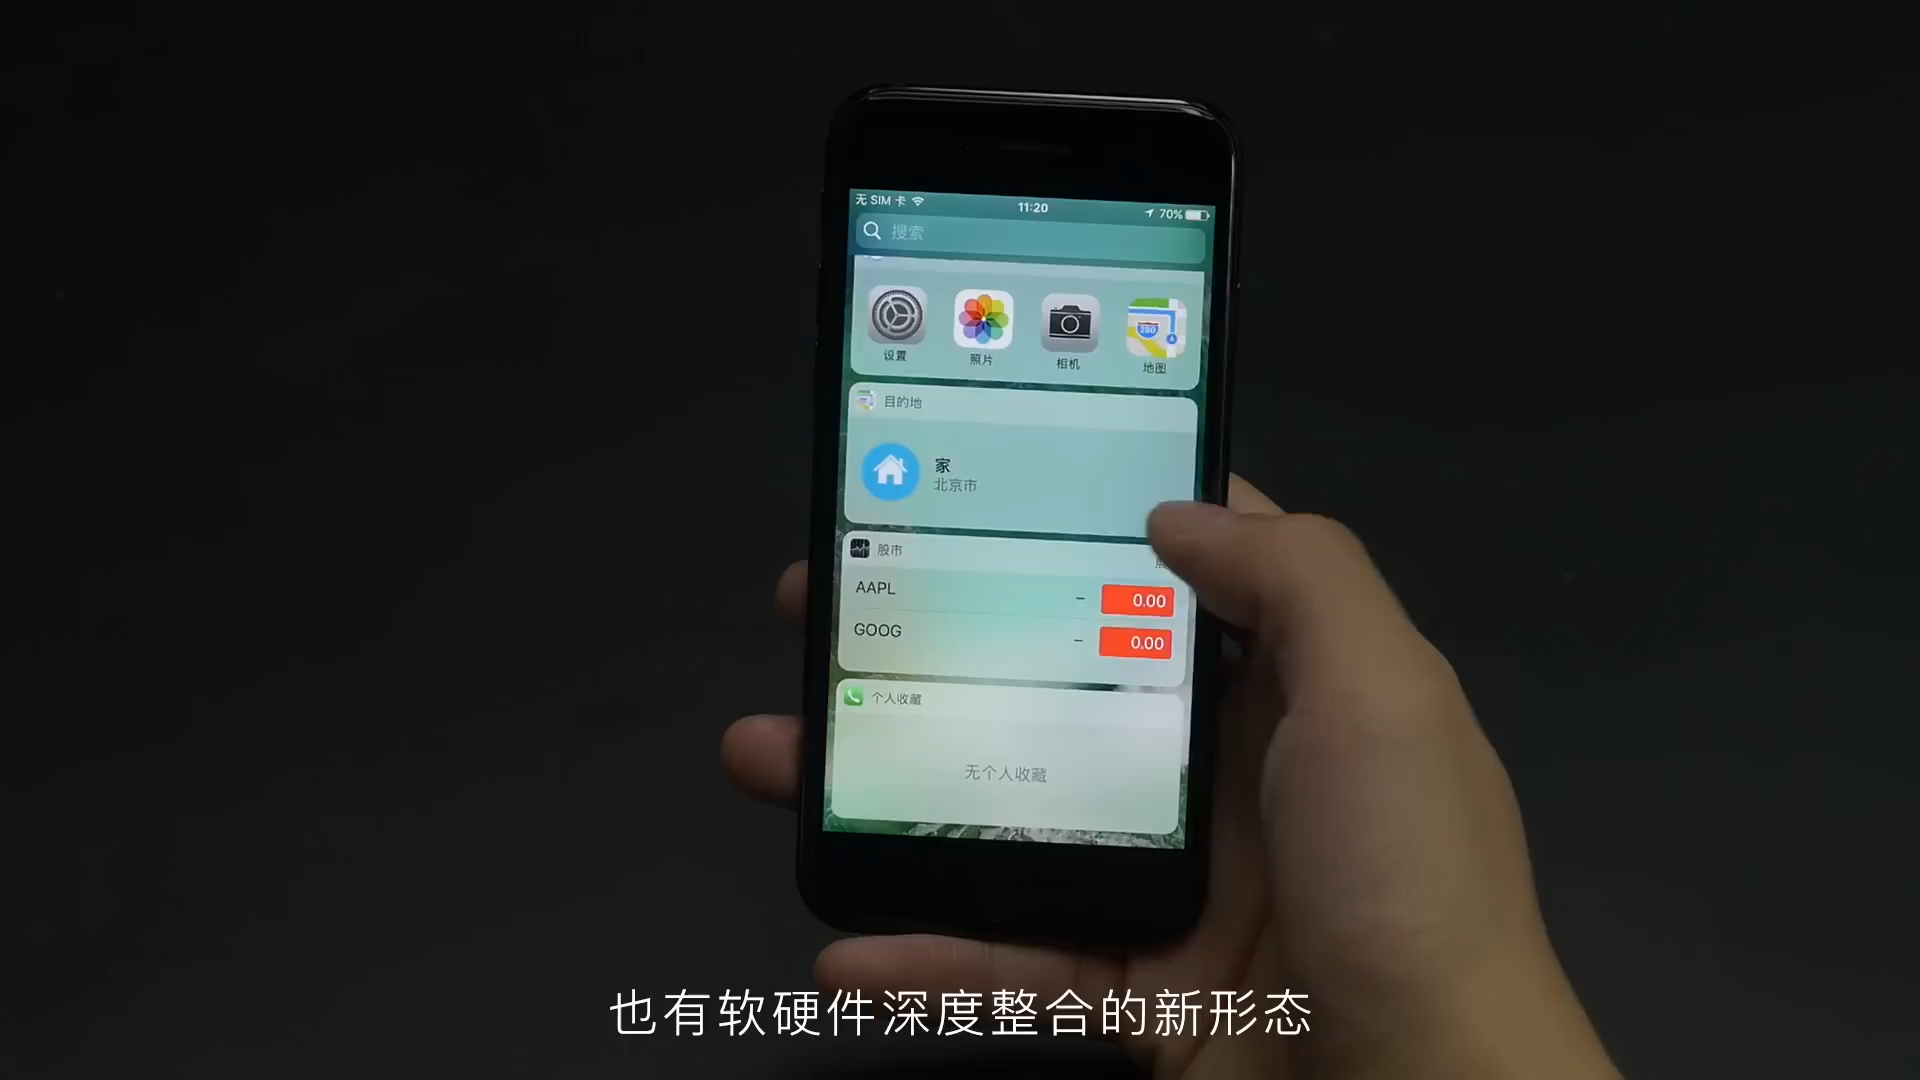 无 SIM 卡
11:20
70%
搜索
设置
照片
相机
地图
280
目的地
家
北京市
股市
AAPL
–
0.00
GOOG
–
0.00
个人收藏
无个人收藏
也有软硬件深度整合的新形态